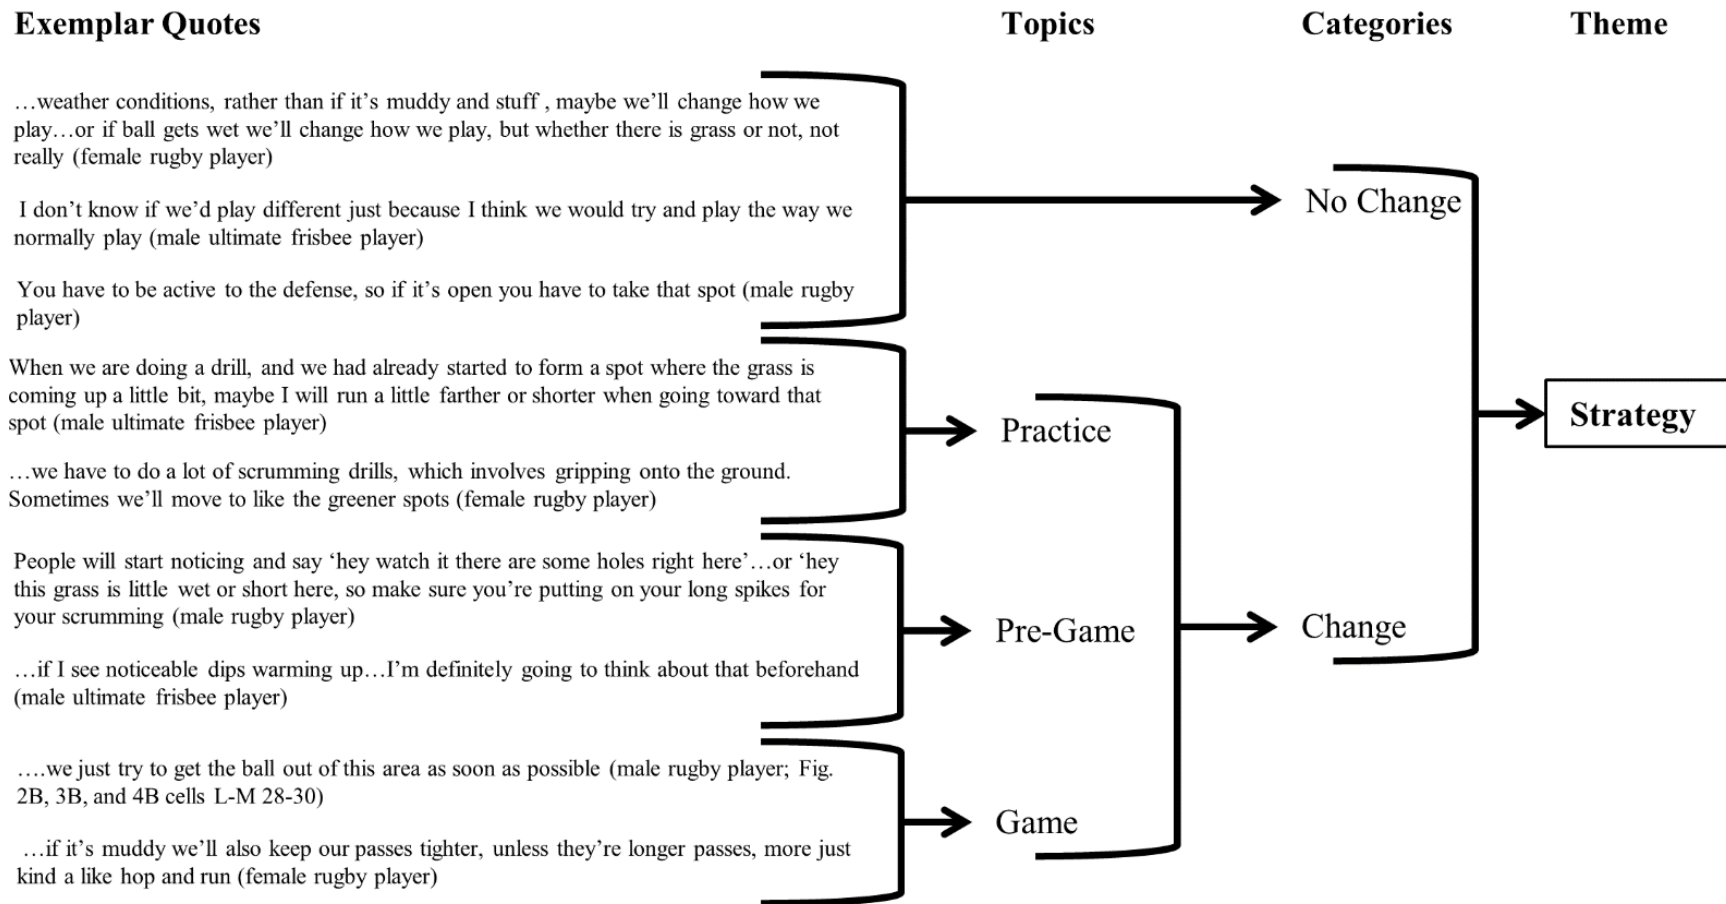 Exemplar Quotes
Topics
Categories
Theme
…weather conditions, rather than if it’s muddy and stuff , maybe we’ll change how we
play…or if ball gets wet we’ll change how we play, but whether there is grass or not, not
really (female rugby player)
I don’t know if we’d play different just because I think we would try and play the way we
normally play (male ultimate frisbee player)
You have to be active to the defense, so if it’s open you have to take that spot (male rugby
player)
No Change
When we are doing a drill, and we had already started to form a spot where the grass is
coming up a little bit, maybe I will run a little farther or shorter when going toward that
spot (male ultimate frisbee player)
…we have to do a lot of scrumming drills, which involves gripping onto the ground.
Sometimes we’ll move to like the greener spots (female rugby player)
Practice
People will start noticing and say ‘hey watch it there are some holes right here’…or ‘hey
this grass is little wet or short here, so make sure you’re putting on your long spikes for
your scrumming (male rugby player)
…if I see noticeable dips warming up…I’m definitely going to think about that beforehand
(male ultimate frisbee player)
Pre-Game
….we just try to get the ball out of this area as soon as possible (male rugby player; Fig.
2B, 3B, and 4B cells L-M 28-30)
…if it’s muddy we’ll also keep our passes tighter, unless they’re longer passes, more just
kind a like hop and run (female rugby player)
Game
Change
Strategy